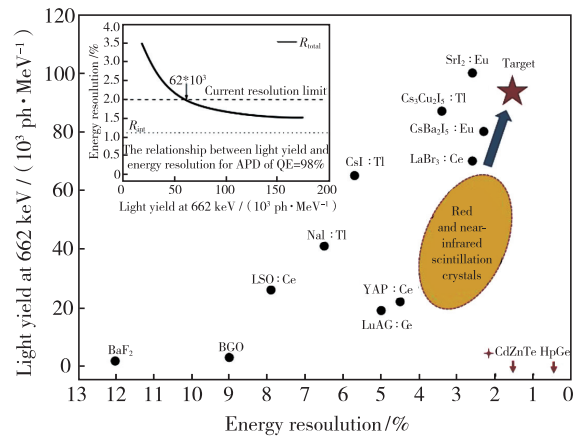 Light yield at 662 keV / (10³ ph·MeV⁻¹)
120
100
80
60
40
20
0
13
12
11
10
9
8
7
6
5
4
3
2
1
0
Energy resoulution/%
Energy resoulution/%
4.0
3.5
3.0
2.5
2.0
1.5
1.0
0
0
50
100
150
200
Light yield at 662 keV / (10³ ph·MeV⁻¹)
R_total
62*10³
Current resolution limit
R_int
The relationship between light yield and
energy resolution for APD of QE=98%
SrI₂:Eu
Target
Cs₃Cu₂I₅:Tl
CsBa₂I₅:Eu
LaBr₃:Ce
CsI:Tl
NaI:Tl
LSO:Ce
YAP:Ce
LuAG:Ce
BGO
BaF₂
Red
and near-
infrared
scintillation
crystals
CdZnTe HpGe